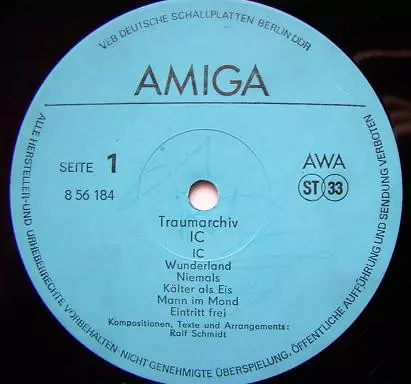 VEB DEUTSCHE SCHALLPLATTEN BERLIN DDR
AMIGA
SEITE 1
8 56 184
AWA
ST 33
Traumarchiv
IC
IC
Wunderland
Niemals
Kälter als Eis
Mann im Mond
Eintritt frei
Kompositionen, Texte und Arrangements:
Ralf Schmidt
ALLE HERSTELLER-UND URHEBERRECHTE VORBEHALTEN NICHT GENEHMIGTE ÜBERSPIELUNG, ÖFFENTLICHE AUFFÜHRUNG UND SENDUNG VERBOTEN